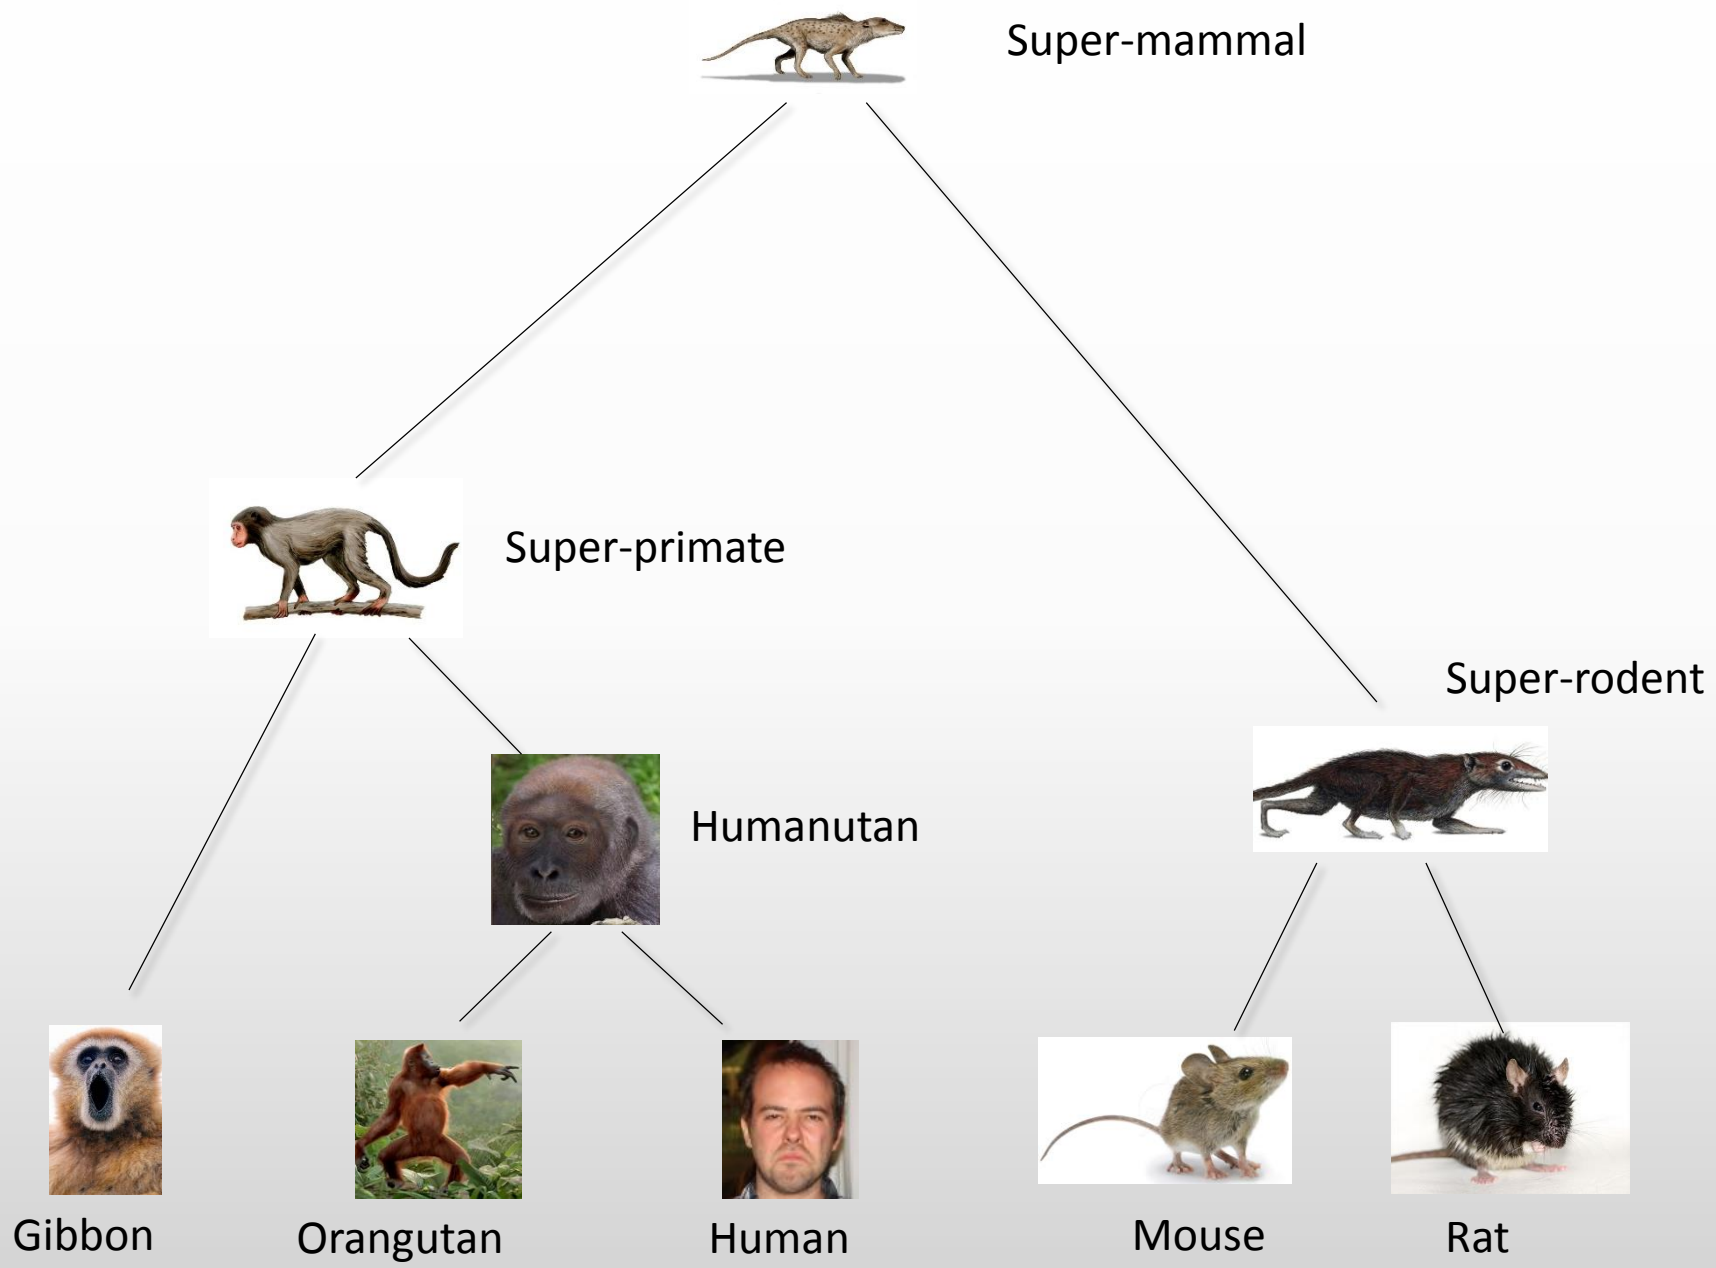 Super-mammal
Super-primate
Super-rodent
Humanutan
Gibbon
Orangutan
Human
Mouse
Rat